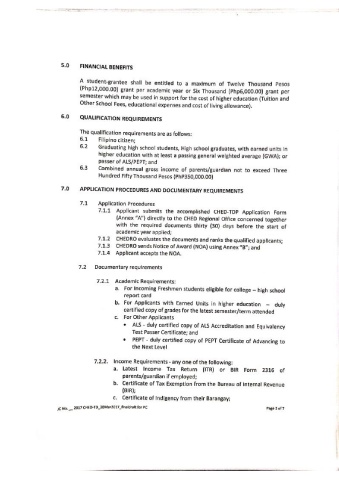 5.0 FINANCIAL BENEFITS
A student-grantee shall be entitled to a maximum of Twelve Thousand Pesos
(Php12,000.00) grant per academic year or Six Thousand (Php6,000.00) grant per
semester which may be used in support for the cost of higher education (Tuition and
Other School Fees, educational expenses and cost of living allowance).
6.0 QUALIFICATION REQUIREMENTS
The qualification requirements are as follows:
6.1 Filipino citizen;
6.2 Graduating high school students, High school graduates, with earned units in
higher education with at least a passing general weighted average (GWA); or
passer of ALS/PEPT; and
6.3 Combined annual gross income of parents/guardian not to exceed Three
Hundred Fifty Thousand Pesos (PhP350,000.00)
7.0 APPLICATION PROCEDURES AND DOCUMENTARY REQUIREMENTS
7.1 Application Procedures
7.1.1 Applicant submits the accomplished CHED-TDP Application Form
(Annex "A") directly to the CHED Regional Office concerned together
with the required documents thirty (30) days before the start of
academic year applied;
7.1.2 CHEDRO evaluates the documents and ranks the qualified applicants;
7.1.3 CHEDRO sends Notice of Award (NOA) using Annex "B"; and
7.1.4 Applicant accepts the NOA.
7.2 Documentary requirements
7.2.1 Academic Requirements:
a. For Incoming Freshmen students eligible for college – high school
report card
b. For Applicants with Earned Units in higher education – duly
certified copy of grades for the latest semester/term attended
c. For Other Applicants
• ALS - duly certified copy of ALS Accreditation and Equivalency
Test Passer Certificate; and
• PEPT - duly certified copy of PEPT Certificate of Advancing to
the Next Level
7.2.2. Income Requirements - any one of the following:
a. Latest Income Tax Return (ITR) or BIR Form 2316 of
parents/guardian if employed;
b. Certificate of Tax Exemption from the Bureau of Internal Revenue
(BIR);
c. Certificate of Indigency from their Barangay;
Page 2 of 7